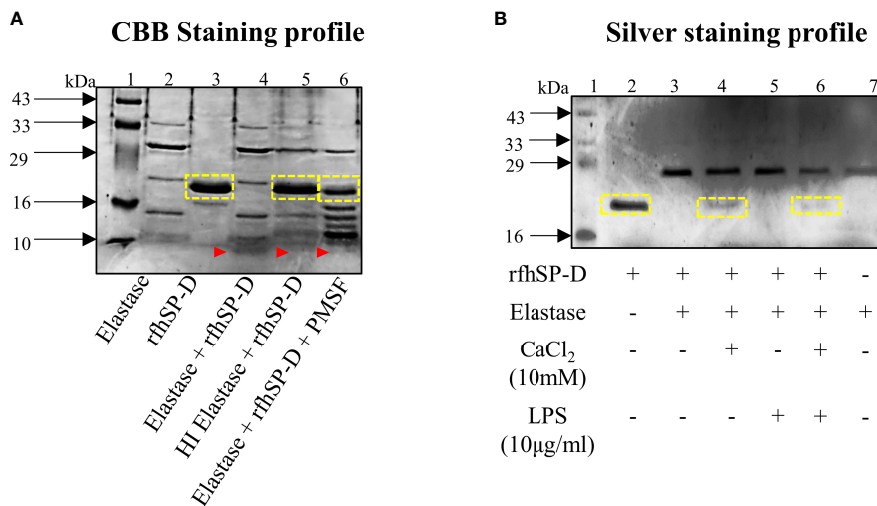 A
CBB Staining profile
kDa 1 2 3 4 5 6
43
33
29
16
10
Elastase
rfhSP-D
Elastase + rfhSP-D
HI Elastase + rfhSP-D
Elastase + rfhSP-D + PMSF
B
Silver staining profile
kDa 1 2 3 4 5 6 7
43
33
29
16
rfhSP-D + + + + + -
Elastase - + + + + +
CaCl2 - - + - + -
(10mM)
LPS - - - + + -
(10µg/ml)